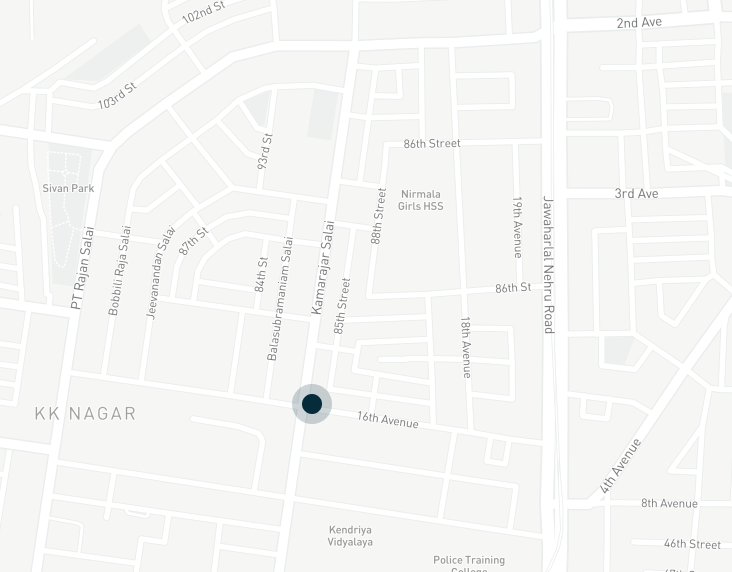 102nd St
2nd Ave
103rd St
86th Street
93rd St
Sivan Park
Nirmala
Girls HSS
3rd Ave
88th Street
19th Avenue
Jawaharlal Nehru Road
PT Rajan Salai
Bobbili Raja Salai
Jeevanandan Salai
87th St
84th St
Balasubramaniam Salai
Kamarajar Salai
85th Street
86th St
18th Avenue
KK NAGAR
16th Avenue
4th Avenue
8th Avenue
Kendriya
Vidyalaya
46th Street
Police Training
College